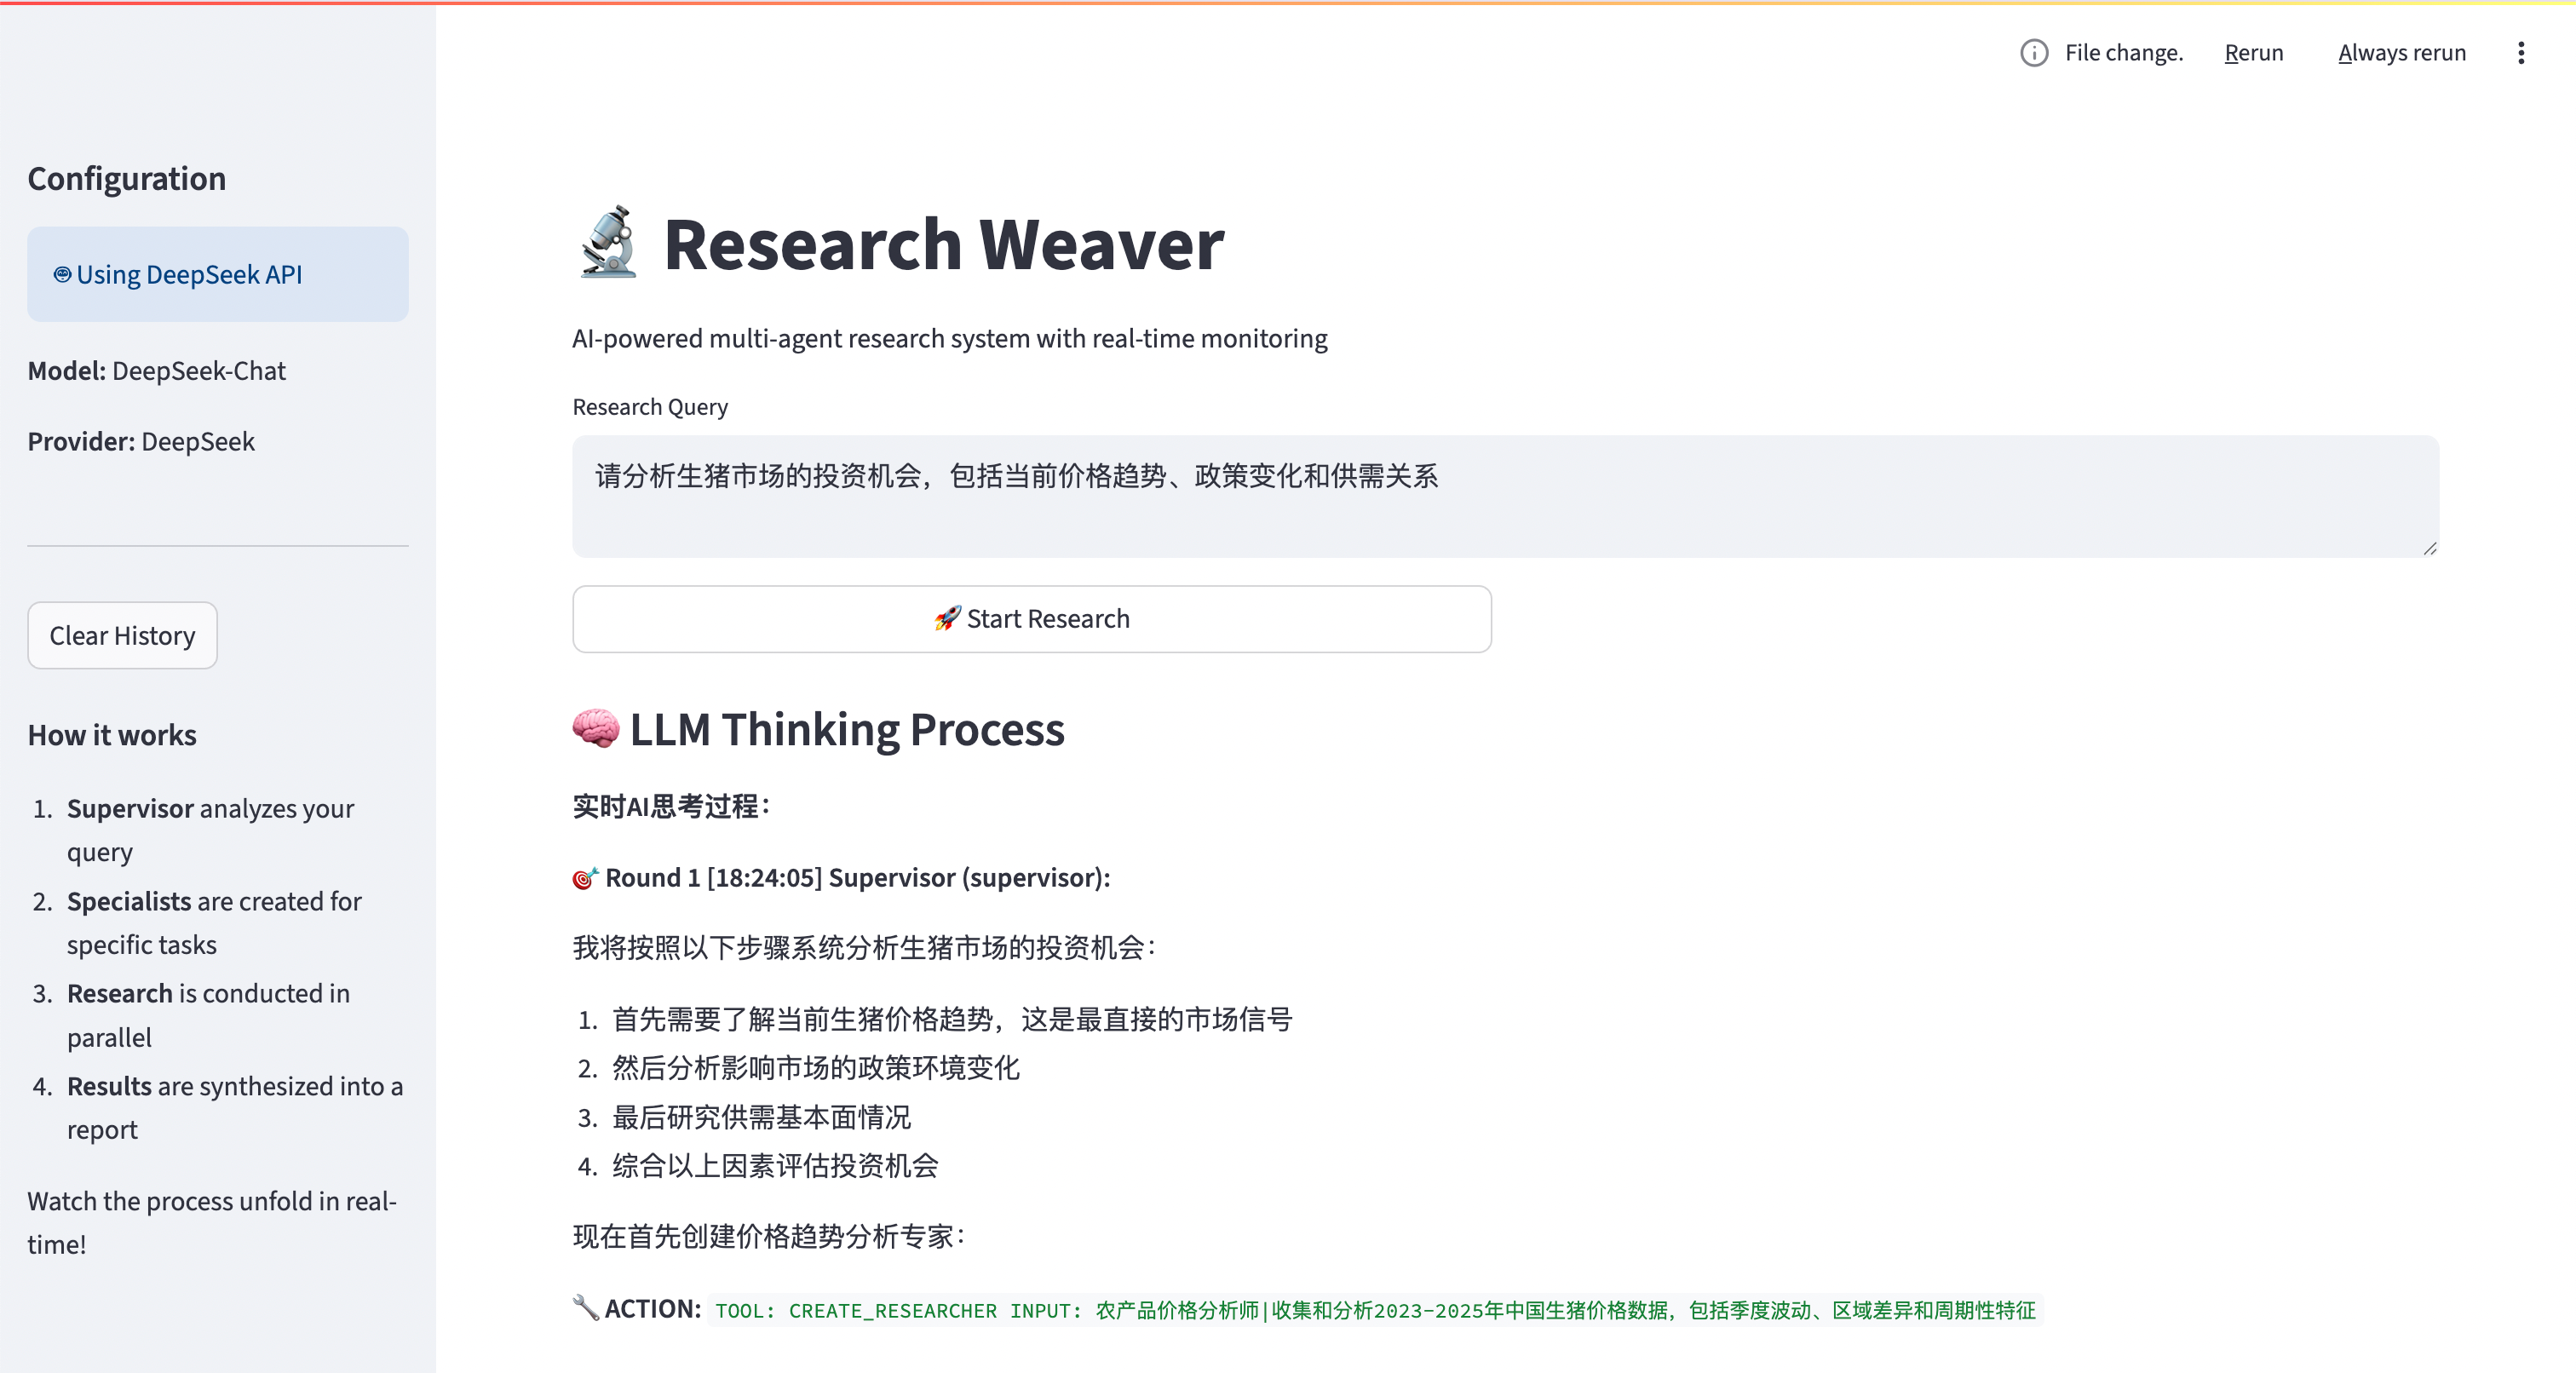 File change.
Rerun
Always rerun
Configuration
Using DeepSeek API
Model: DeepSeek-Chat
Provider: DeepSeek
Clear History
How it works
1. Supervisor analyzes your
query
2. Specialists are created for
specific tasks
3. Research is conducted in
parallel
4. Results are synthesized into a
report
Watch the process unfold in real-
time!
Research Weaver
AI-powered multi-agent research system with real-time monitoring
Research Query
请分析生猪市场的投资机会，包括当前价格趋势、政策变化和供需关系
🚀 Start Research
🧠 LLM Thinking Process
实时AI思考过程：
🎯 Round 1 [18:24:05] Supervisor (supervisor):
我将按照以下步骤系统分析生猪市场的投资机会：
1. 首先需要了解当前生猪价格趋势，这是最直接的市场信号
2. 然后分析影响市场的政策环境变化
3. 最后研究供需基本面情况
4. 综合以上因素评估投资机会
现在首先创建价格趋势分析专家：
🔧 ACTION: TOOL: CREATE_RESEARCHER INPUT: 农产品价格分析师|收集和分析2023-2025年中国生猪价格数据，包括季度波动、区域差异和周期性特征